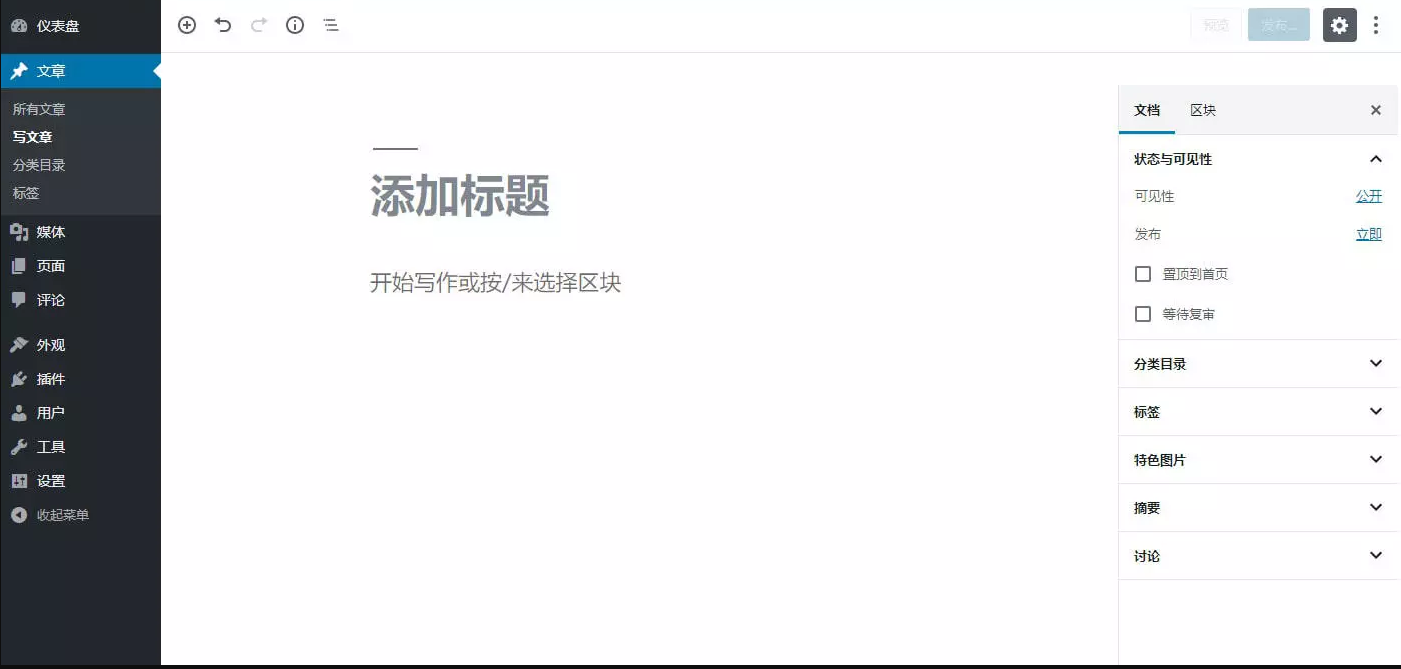 仪表盘
文章
所有文章
写文章
分类目录
标签
媒体
页面
评论
外观
插件
用户
工具
设置
收起菜单
预览
发布...
添加标题
开始写作或按/来选择区块
文档 区块
状态与可见性
可见性 公开
发布 立即
置顶到首页
等待复审
分类目录
标签
特色图片
摘要
讨论